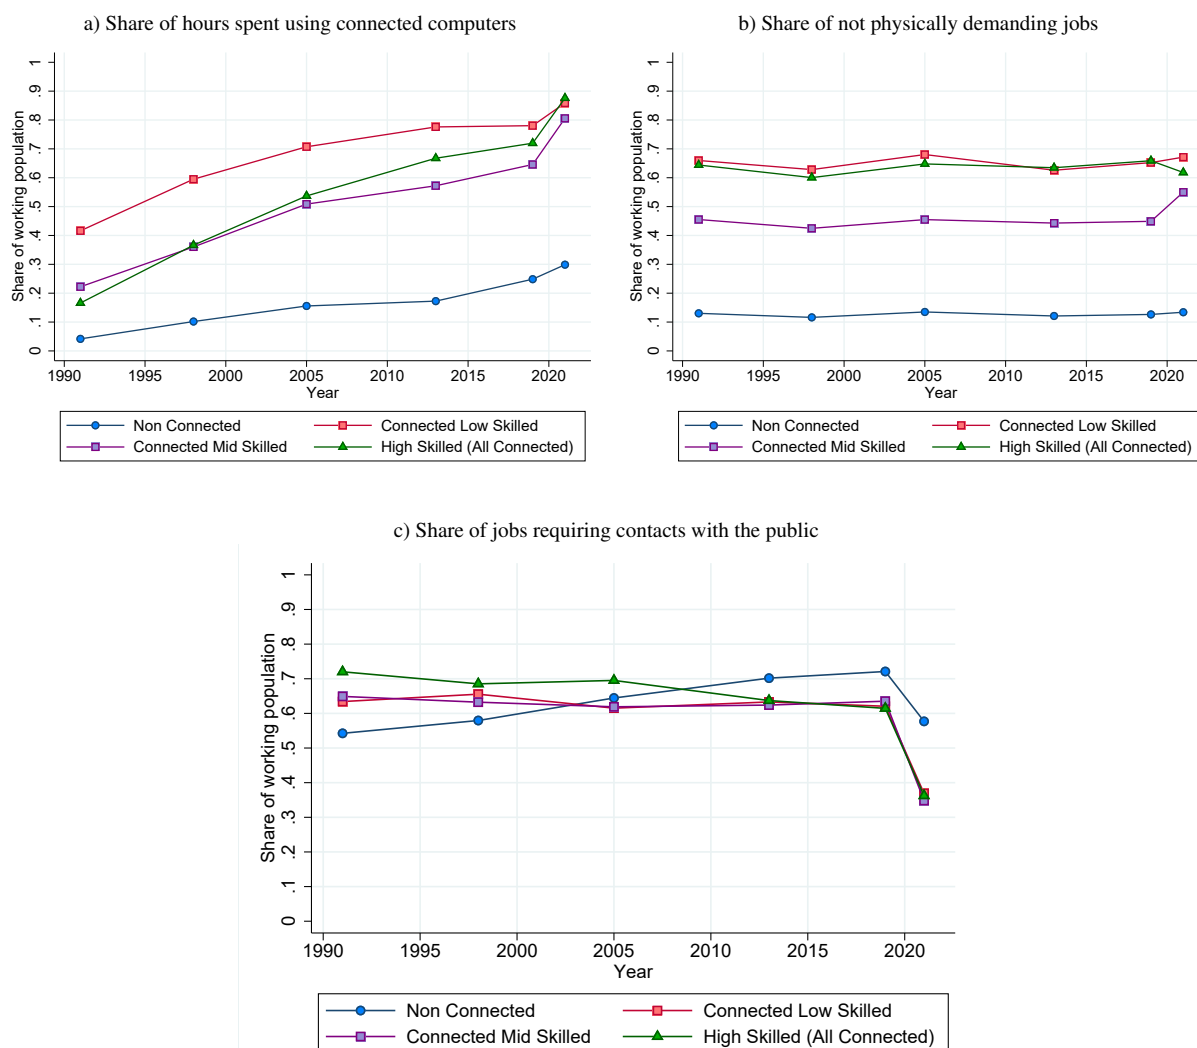 a) Share of hours spent using connected computers
Share of working population
1
.9
.8
.7
.6
.5
.4
.3
.2
.1
0
1990 1995 2000 2005 2010 2015 2020
Year
Non Connected Connected Low Skilled
Connected Mid Skilled High Skilled (All Connected)
b) Share of not physically demanding jobs
Share of working population
1
.9
.8
.7
.6
.5
.4
.3
.2
.1
0
1990 1995 2000 2005 2010 2015 2020
Year
Non Connected Connected Low Skilled
Connected Mid Skilled High Skilled (All Connected)
c) Share of jobs requiring contacts with the public
Share of working population
1
.9
.8
.7
.6
.5
.4
.3
.2
.1
0
1990 1995 2000 2005 2010 2015 2020
Year
Non Connected Connected Low Skilled
Connected Mid Skilled High Skilled (All Connected)